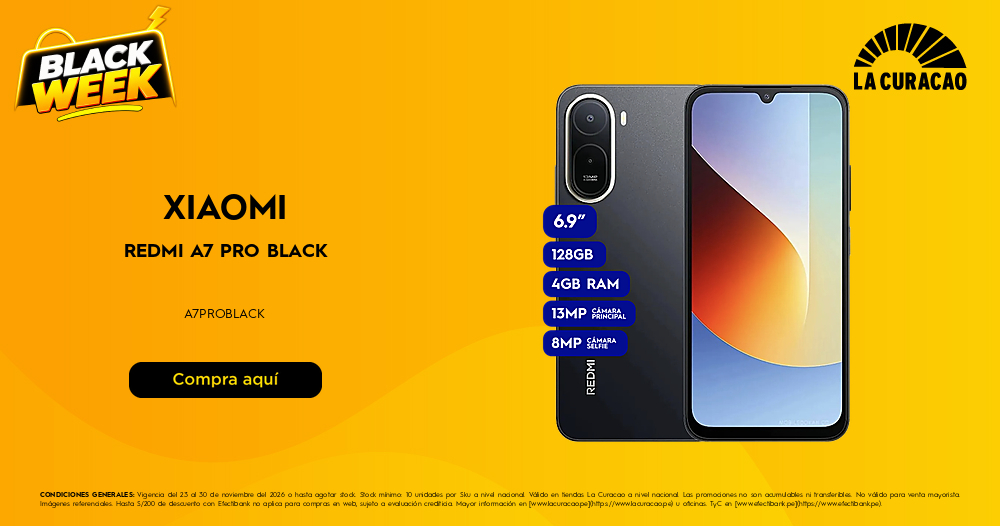 BLACK
WEEK
LA CURACAO
XIAOMI
REDMI A7 PRO BLACK
A7PROBLACK
Compra aquí
6.9”
128GB
4GB RAM
13MP CÁMARA PRINCIPAL
8MP CÁMARA SELFIE
REDMI
CONDICIONES GENERALES: Vigencia del 23 al 30 de noviembre del 2026 o hasta agotar stock. Stock mínimo: 10 unidades por Sku a nivel nacional. Válido en tiendas La Curacao a nivel nacional. Las promociones no son acumulables ni transferibles. No válido para venta mayorista.
Imágenes referenciales. Hasta S/200 de descuento con Efectibank no aplica para compras en web, sujeto a evaluación crediticia. Mayor información en [www.lacuracao.pe](https://www.lacuracao.pe) u oficinas. TyC en [www.efectibank.pe](https://www.efectibank.pe).